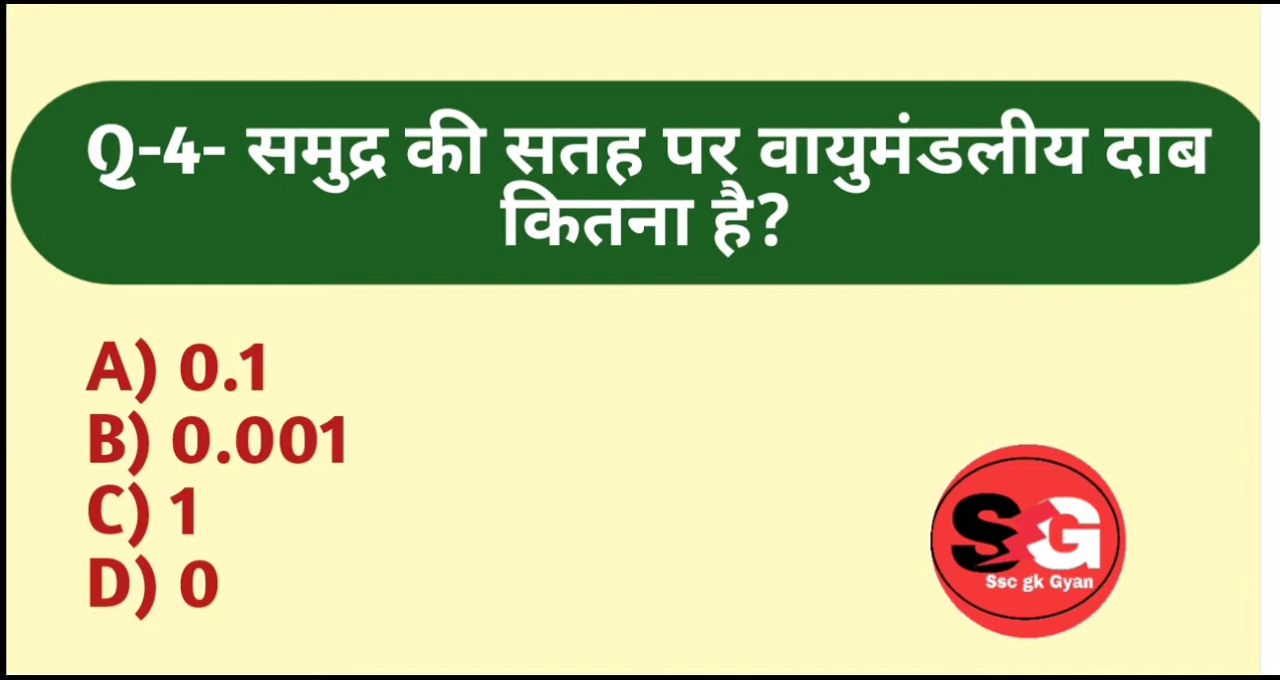 Q-4- समुद्र की सतह पर वायुमंडलीय दाब
कितना है?
A) 0.1
B) 0.001
C) 1
D) 0
SG
Ssc gk Gyan